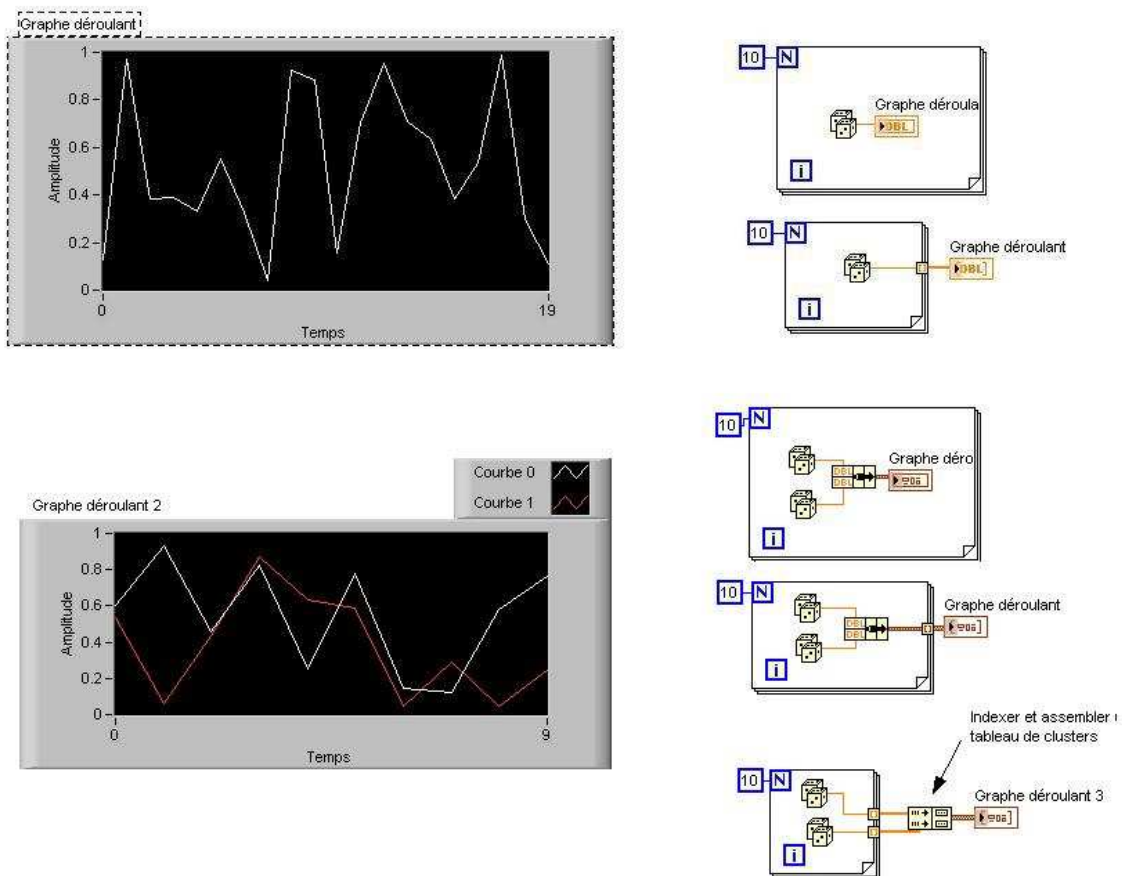 Graphe déroulant
1
0.8
0.6
0.4
0.2
0
Amplitude
0
19
Temps
10
N
Graphe déroula
DBL
i
10
N
Graphe déroulant
DBL
i
Courbe 0
Courbe 1
Graphe déroulant 2
1
0.8
0.6
0.4
0.2
0
Amplitude
0
9
Temps
10
N
Graphe déro
DBL
DBL
i
10
N
Graphe déroulant
DBL
DBL
i
Indexer et assembler
tableau de clusters
10
N
Graphe déroulant 3
i